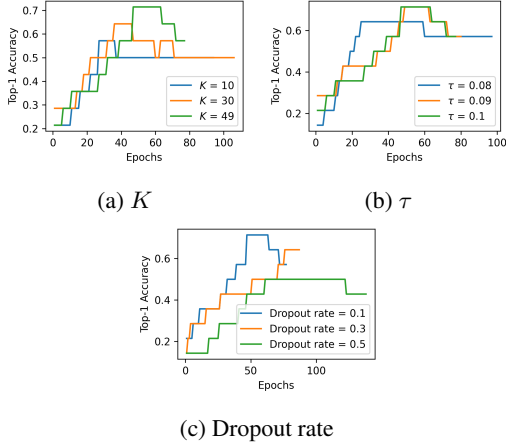 0.7
0.6
0.5
0.4
0.3
0.2
Top-1 Accuracy
0 20 40 60 80 100
Epochs
K = 10
K = 30
K = 49
(a) K
0.6
0.4
0.2
Top-1 Accuracy
0 20 40 60 80 100
Epochs
τ = 0.08
τ = 0.09
τ = 0.1
(b) τ
0.6
0.4
0.2
Top-1 Accuracy
0 50 100
Epochs
Dropout rate = 0.1
Dropout rate = 0.3
Dropout rate = 0.5
(c) Dropout rate